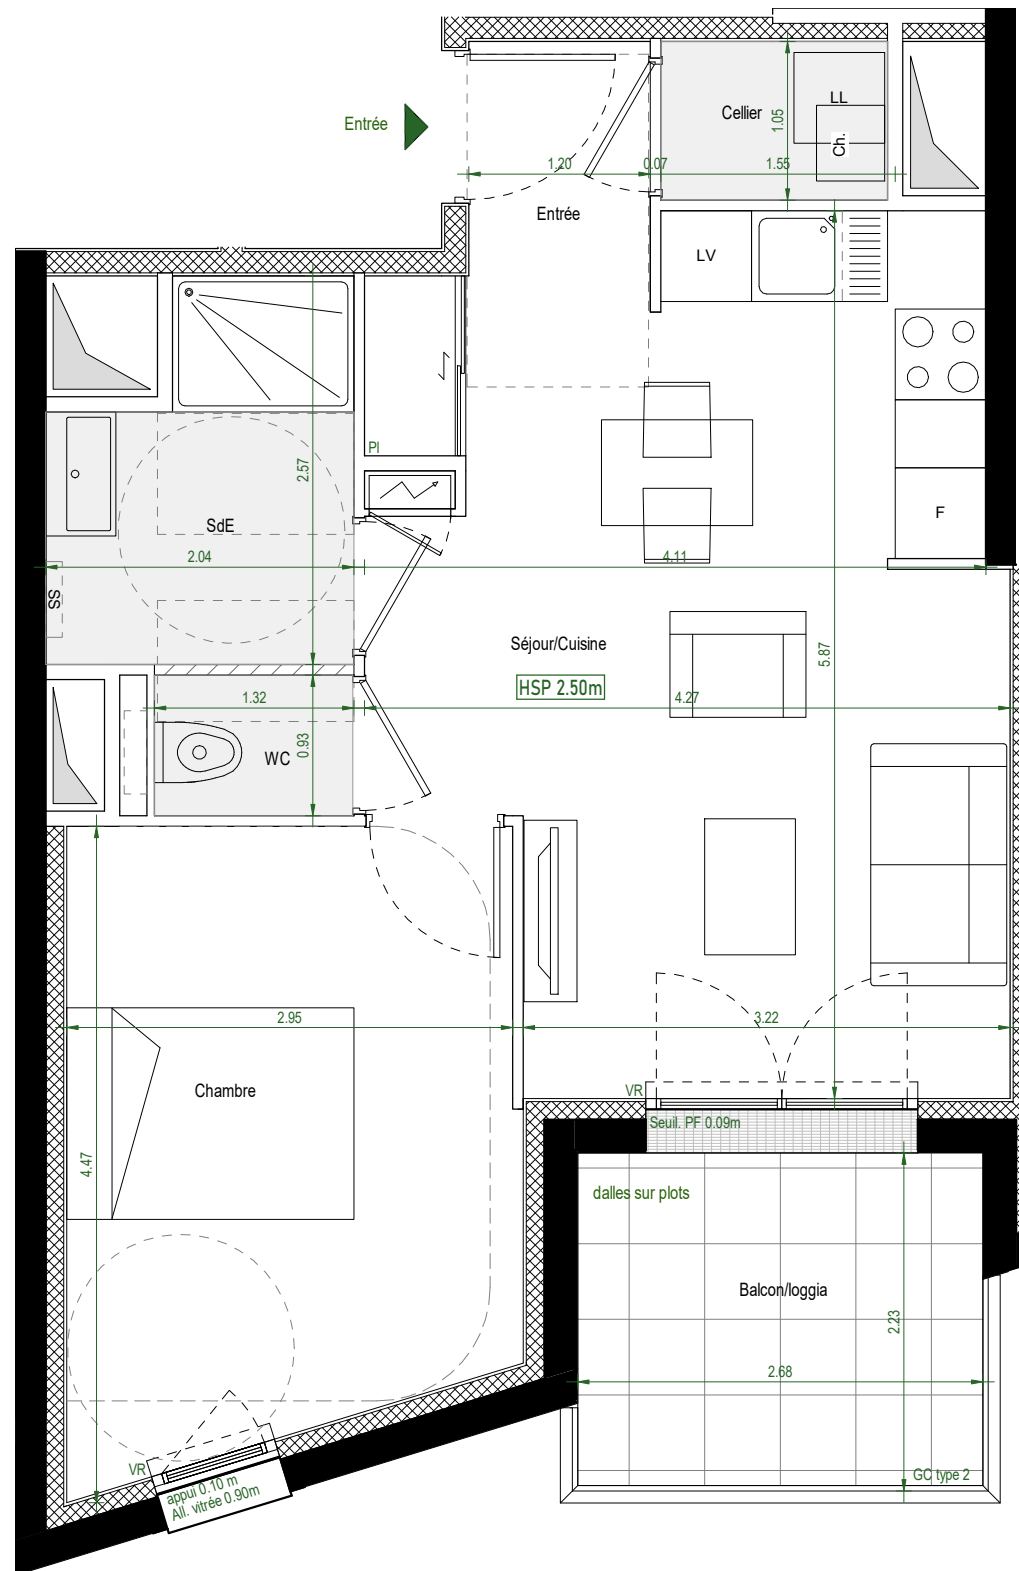 Entrée
Cellier
LL
Ch.
1.05
1.20
0.07
1.55
Entrée
LV
Pl
2.57
SdE
F
2.04
4.11
SS
Séjour/Cuisine
5.87
HSP 2.50m
1.32
4.27
0.93
WC
2.95
3.22
Chambre
VR
Seuil. PF 0.09m
4.47
dalles sur plots
Balcon/loggia
2.23
2.68
VR
GC type 2
appui 0.10 m
All. vitrée 0.90m